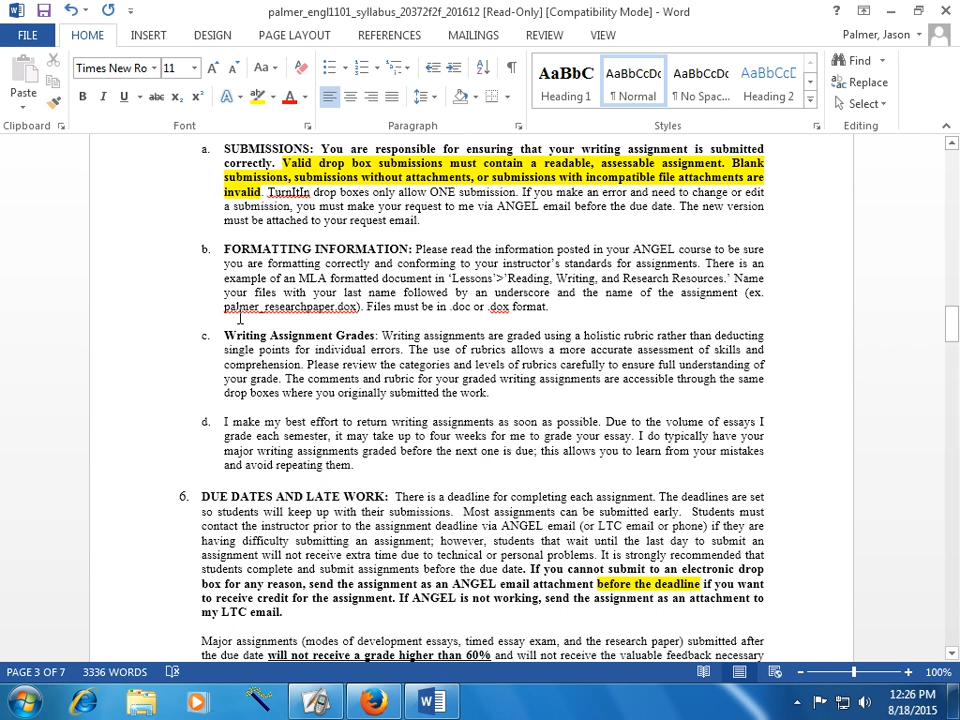 palmer_engl1101_syllabus_20372f2f_201612 [Read-Only] [Compatibility Mode] - Word
FILE HOME INSERT DESIGN PAGE LAYOUT REFERENCES MAILINGS REVIEW VIEW Palmer, Jason
Paste
Times New Ro 11
Aa
B I U abc X2 X2
A ab A
AaBbC AaBbCcDc AaBbCcDc AaBbCcD
Heading 1 ¶ Normal ¶ No Spac... Heading 2
Find
Replace
Select
Clipboard Font Paragraph Styles Editing
a. SUBMISSIONS: You are responsible for ensuring that your writing assignment is submitted
correctly. Valid drop box submissions must contain a readable, assessable assignment. Blank
submissions, submissions without attachments, or submissions with incompatible file attachments are
invalid. TurnItIn drop boxes only allow ONE submission. If you make an error and need to change or edit
a submission, you must make your request to me via ANGEL email before the due date. The new version
must be attached to your request email.
b. FORMATTING INFORMATION: Please read the information posted in your ANGEL course to be sure
you are formatting correctly and conforming to your instructor's standards for assignments. There is an
example of an MLA formatted document in 'Lessons'>'Reading, Writing, and Research Resources.' Name
your files with your last name followed by an underscore and the name of the assignment (ex.
palmer_researchpaper.dox). Files must be in .doc or .dox format.
c. Writing Assignment Grades: Writing assignments are graded using a holistic rubric rather than deducting
single points for individual errors. The use of rubrics allows a more accurate assessment of skills and
comprehension. Please review the categories and levels of rubrics carefully to ensure full understanding of
your grade. The comments and rubric for your graded writing assignments are accessible through the same
drop boxes where you originally submitted the work.
d. I make my best effort to return writing assignments as soon as possible. Due to the volume of essays I
grade each semester, it may take up to four weeks for me to grade your essay. I do typically have your
major writing assignments graded before the next one is due; this allows you to learn from your mistakes
and avoid repeating them.
6. DUE DATES AND LATE WORK: There is a deadline for completing each assignment. The deadlines are set
so students will keep up with their submissions. Most assignments can be submitted early. Students must
contact the instructor prior to the assignment deadline via ANGEL email (or LTC email or phone) if they are
having difficulty submitting an assignment; however, students that wait until the last day to submit an
assignment will not receive extra time due to technical or personal problems. It is strongly recommended that
students complete and submit assignments before the due date. If you cannot submit to an electronic drop
box for any reason, send the assignment as an ANGEL email attachment before the deadline if you want
to receive credit for the assignment. If ANGEL is not working, send the assignment as an attachment to
my LTC email.
Major assignments (modes of development essays, timed essay exam, and the research paper) submitted after
the due date will not receive a grade higher than 60% and will not receive the valuable feedback necessary
PAGE 3 OF 7 3336 WORDS 100%
12:26 PM
8/18/2015